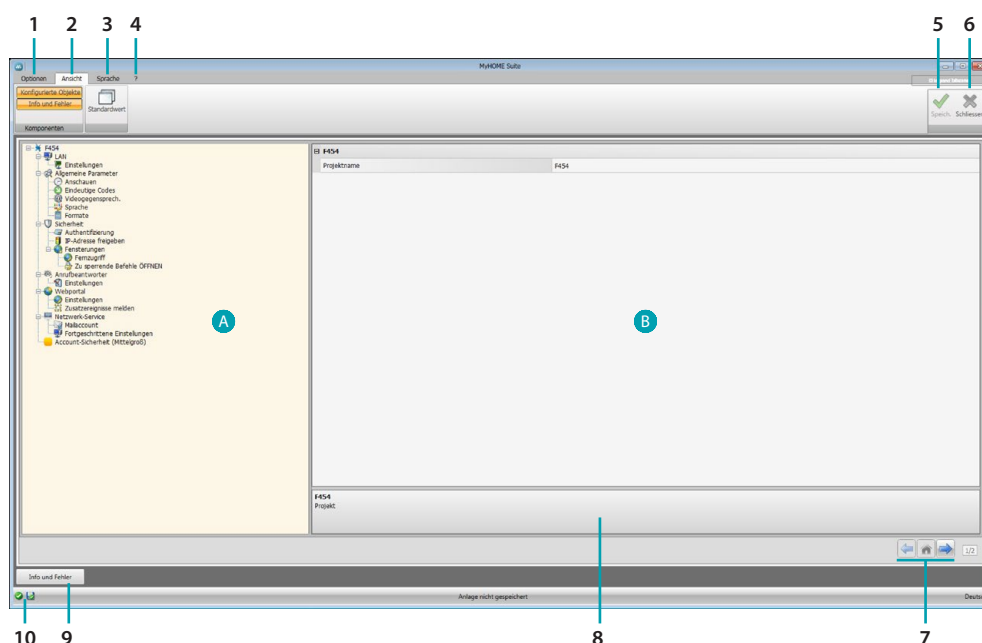 1 2 3 4 5 6
MyHOME Suite
Optionen Ansicht Sprache ?
Konfigurierte Objekte
Info und Fehler
Standardwert
Komponenten
Speich. Schliessen
F454
LAN
Einstellungen
Algemeine Parameter
Anschauen
Eindeutige Codes
Videogegensprech.
Sprache
Formate
Sicherheit
Authentifizierung
IP-Adresse freigeben
Fensterungen
Fernzugriff
Zu sperrende Befehle ÖFFNEN
Anrufbeantworter
Einstellungen
Webportal
Einstellungen
Zusatzereignisse melden
Netzwerk-Service
Mailaccount
Fortgeschrittene Einstellungen
Account-Sicherheit (Mittelgroß)
A
F454
Projektname F454
B
F454
Projekt
1/2
Info und Fehler
Anlage nicht gespeichert
Deuts
10 9 8 7